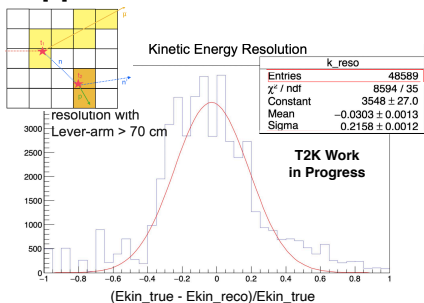 μ
t₁
n
t₂
n'
p
Kinetic Energy Resolution
k_reso
Entries 48589
χ² / ndf 8594 / 35
Constant 3548 ± 27.0
Mean −0.0303 ± 0.0013
Sigma 0.2158 ± 0.0012
resolution with
Lever-arm > 70 cm
T2K Work
in Progress
3000
2500
2000
1500
1000
500
0
−1 −0.8 −0.6 −0.4 −0.2 0 0.2 0.4 0.6 0.8 1
(Ekin_true - Ekin_reco)/Ekin_true